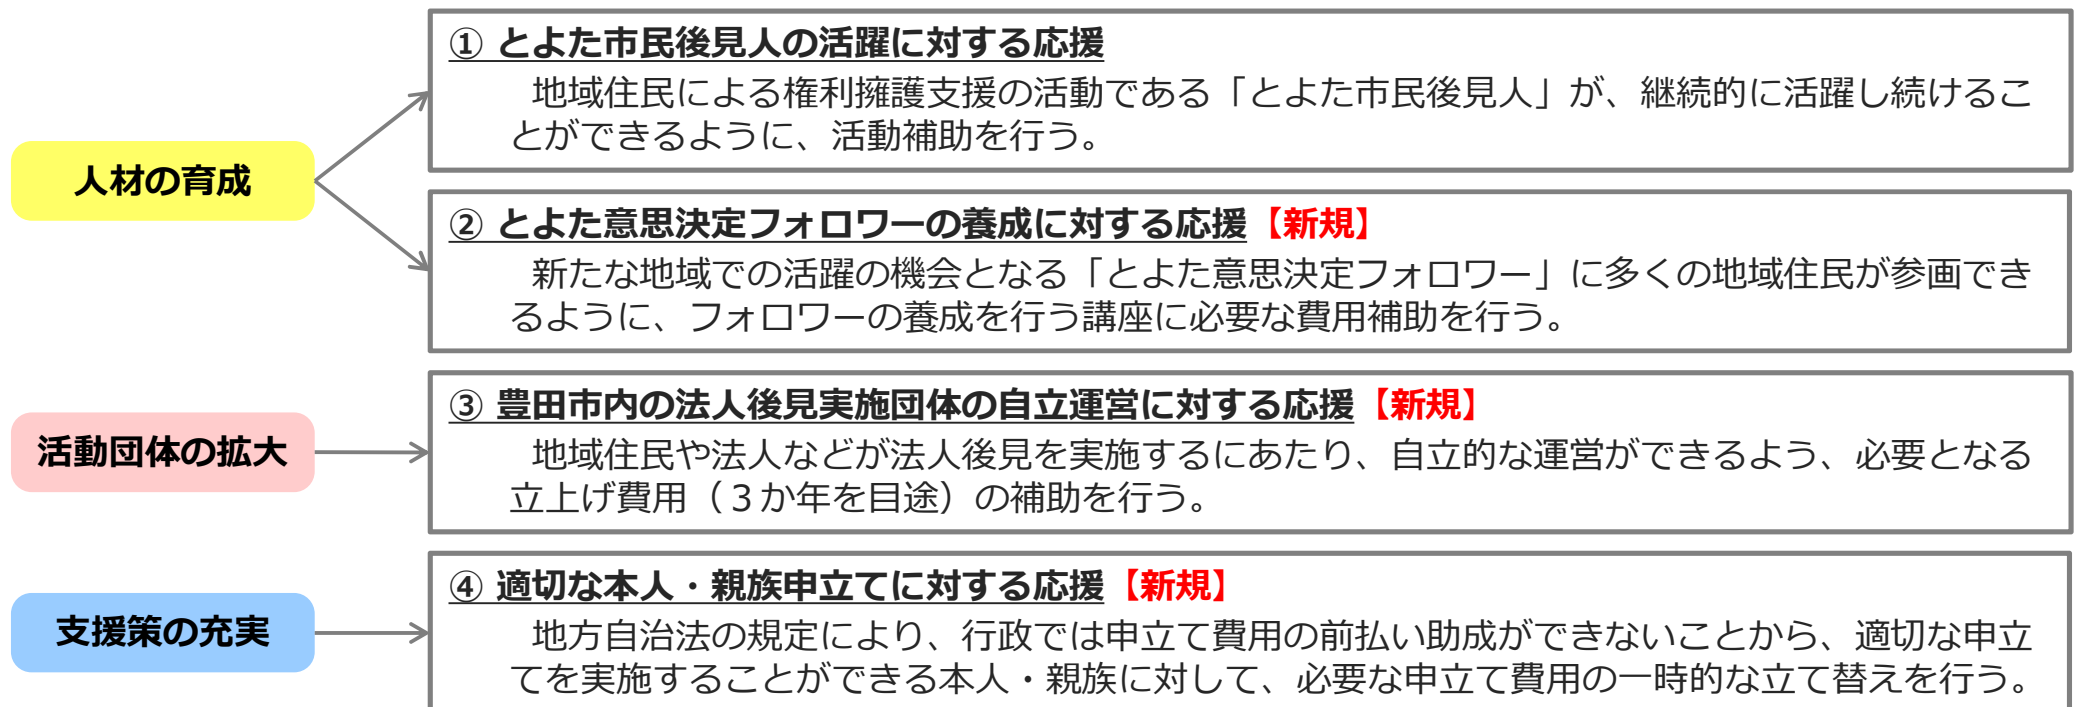 人材の育成
① とよた市民後見人の活躍に対する応援
地域住民による権利擁護支援の活動である「とよた市民後見人」が、継続的に活躍し続けるこ
とができるように、活動補助を行う。
② とよた意思決定フォロワーの養成に対する応援【新規】
新たな地域での活躍の機会となる「とよた意思決定フォロワー」に多くの地域住民が参画でき
るように、フォロワーの養成を行う講座に必要な費用補助を行う。
活動団体の拡大
③ 豊田市内の法人後見実施団体の自立運営に対する応援【新規】
地域住民や法人などが法人後見を実施するにあたり、自立的な運営ができるよう、必要となる
立上げ費用（３か年を目途）の補助を行う。
支援策の充実
④ 適切な本人・親族申立てに対する応援【新規】
地方自治法の規定により、行政では申立て費用の前払い助成ができないことから、適切な申立
てを実施することができる本人・親族に対して、必要な申立て費用の一時的な立て替えを行う。